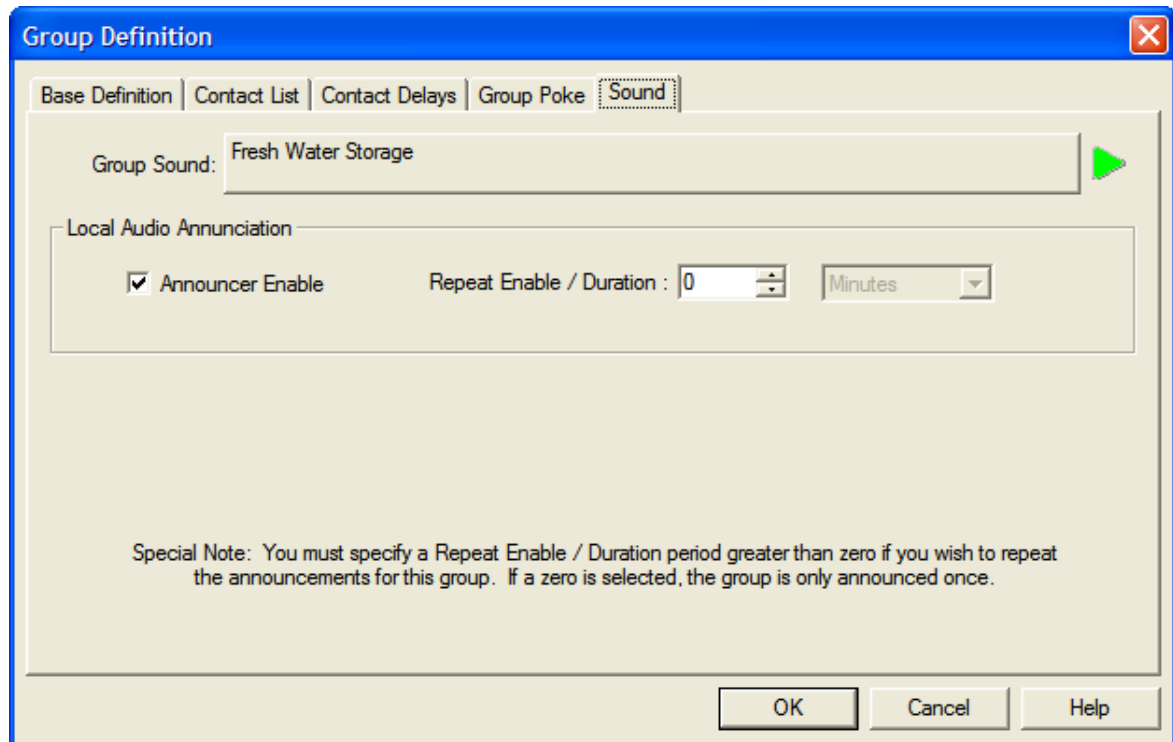 Group Definition
Base Definition Contact List Contact Delays Group Poke Sound
Group Sound: Fresh Water Storage
Local Audio Annunciation
Announcer Enable Repeat Enable / Duration : 0 Minutes
Special Note: You must specify a Repeat Enable / Duration period greater than zero if you wish to repeat
the announcements for this group. If a zero is selected, the group is only announced once.
OK Cancel Help